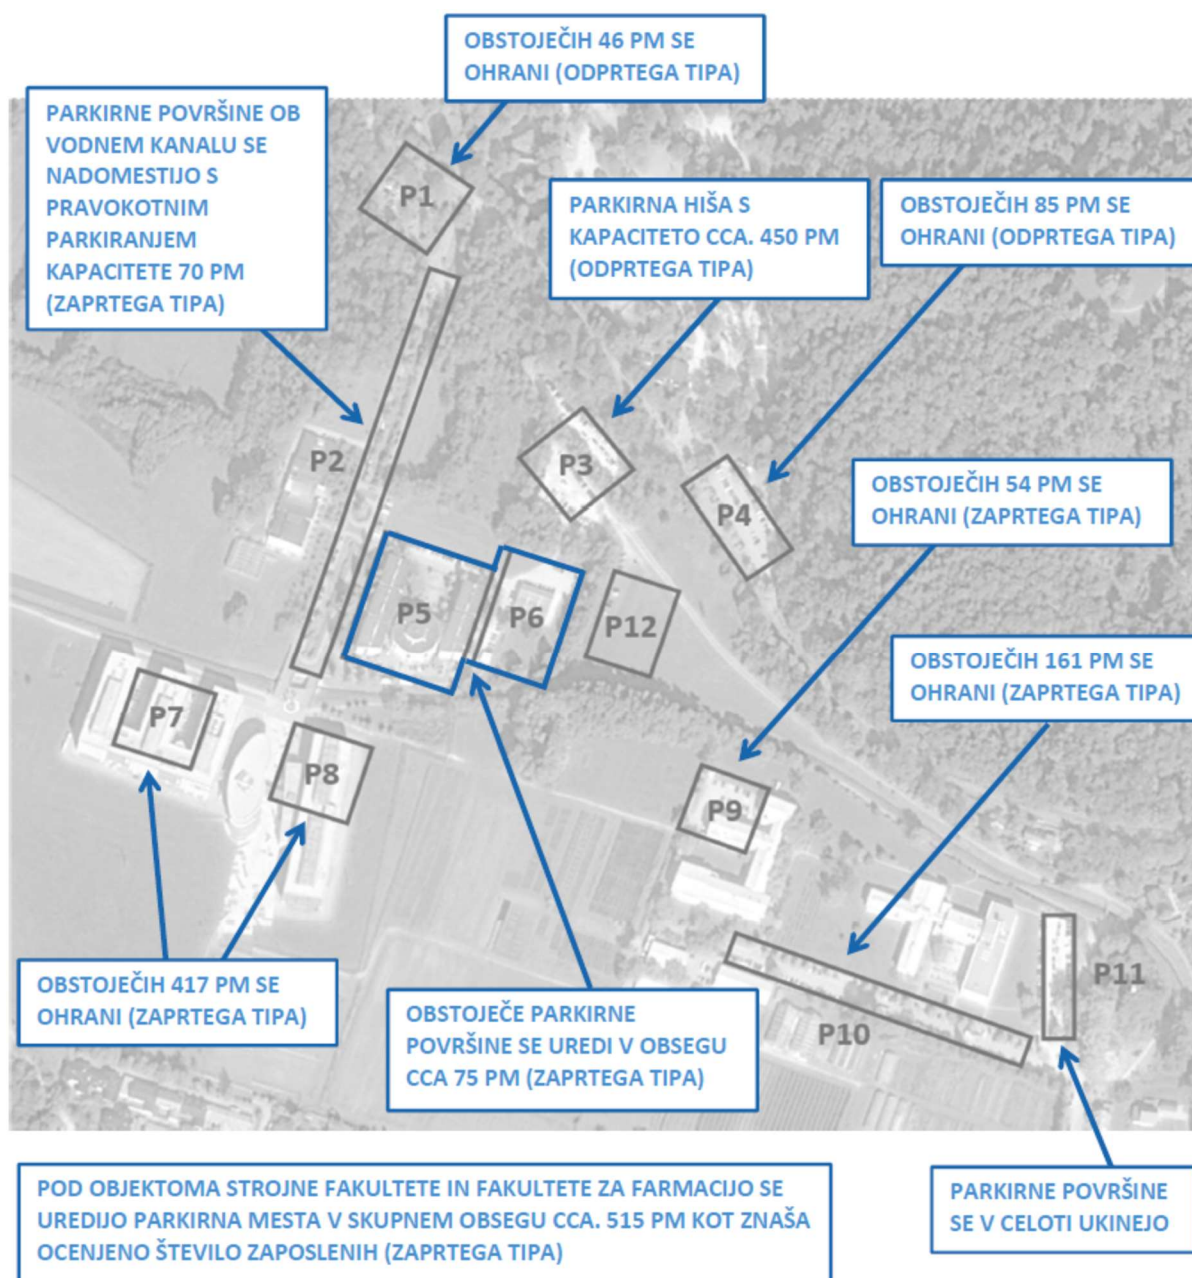 OBSTOJEČIH 46 PM SE
OHRANI (ODPRTEGA TIPA)
PARKIRNE POVRŠINE OB
VODNEM KANALU SE
NADOMESTIJO S
PRAVOKOTNIM
PARKIRANJEM
KAPACITETE 70 PM
(ZAPRTEGA TIPA)
PARKIRNA HIŠA S
KAPACITETO CCA. 450 PM
(ODPRTEGA TIPA)
OBSTOJEČIH 85 PM SE
OHRANI (ODPRTEGA TIPA)
P1
P2
P3
P4
OBSTOJEČIH 54 PM SE
OHRANI (ZAPRTEGA TIPA)
P5
P6
P12
OBSTOJEČIH 161 PM SE
OHRANI (ZAPRTEGA TIPA)
P7
P8
P9
P10
P11
OBSTOJEČIH 417 PM SE
OHRANI (ZAPRTEGA TIPA)
OBSTOJEČE PARKIRNE
POVRŠINE SE UREDI V OBSEGU
CCA 75 PM (ZAPRTEGA TIPA)
POD OBJEKTOMA STROJNE FAKULTETE IN FAKULTETE ZA FARMACIJO SE
UREDIJO PARKIRNA MESTA V SKUPNEM OBSEGU CCA. 515 PM KOT ZNAŠA
OCENJENO ŠTEVILO ZAPOSLENIH (ZAPRTEGA TIPA)
PARKIRNE POVRŠINE
SE V CELOTI UKINEJO